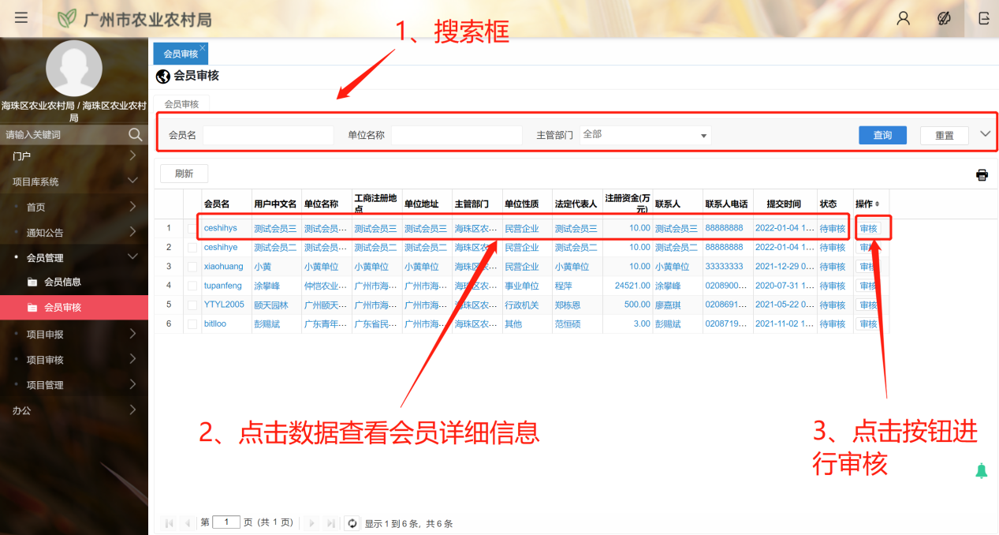 广州市农业农村局
1、搜索框
会员审核
会员审核
海珠区农业农村局 / 海珠区农业农村
局
会员审核
请输入关键词
会员名 单位名称 主管部门 全部 查询 重置
门户
项目库系统
首页
通知公告
会员管理
会员信息
会员审核
项目申报
项目审核
项目管理
办公
刷新
会员名 用户中文名 单位名称 工商注册地点 单位地址 主管部门 单位性质 法定代表人 注册资金(万元) 联系人 联系人电话 提交时间 状态 操作
1 ceshihys 测试会员三 测试会员... 测试会员三 测试会员三 海珠区农... 民营企业 测试会员三 10.00 测试会员三 88888888 2022-01-04 1... 待审核 审核
2 ceshihye 测试会员二 测试会员... 测试会员二 测试会员二 海珠区农... 民营企业 测试会员二 10.00 测试会员二 88888888 2022-01-04 1... 待审核 审核
3 xiaohuang 小黄 小黄单位 小黄单位 小黄单位 海珠区农... 民营企业 小黄单位 10.00 小黄单位 33333333 2021-12-29 0... 待审核 审核
4 tupanfeng 涂攀峰 仲恺农业... 广州市海... 广州市海... 海珠区农... 事业单位 程萍 24521.00 涂攀峰 0208900... 2020-07-31 1... 待审核 审核
5 YTYL2005 颐天园林 广州颐天... 广州市海... 广州市海... 海珠区农... 行政机关 郑栋恩 500.00 廖嘉琪 0208691... 2021-05-22 0... 待审核 审核
6 bitlloo 彭赐斌 广东青年... 广东省民... 广州市海... 海珠区农... 其他 范恒硕 3.00 彭赐斌 0208719... 2021-11-02 1... 待审核 审核
2、点击数据查看会员详细信息
3、点击按钮进
行审核
第 1 页 (共 1 页) 显示 1 到 6 条，共 6 条